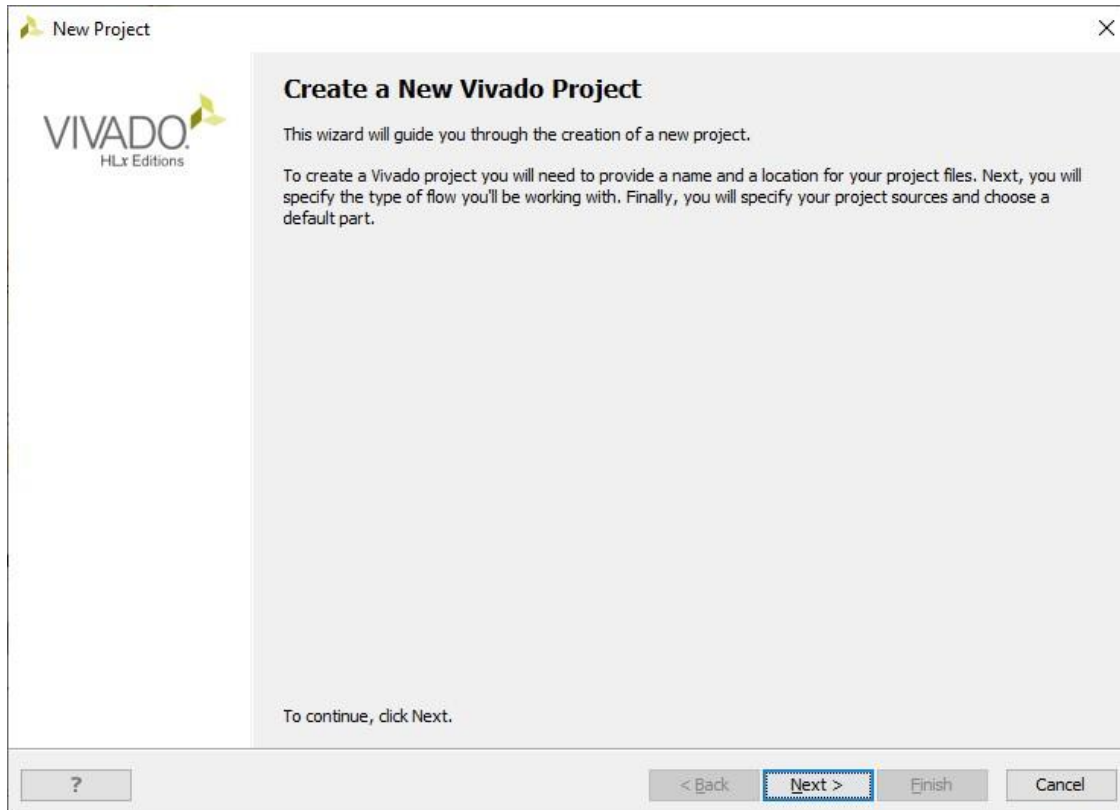 New Project
VIVADO.
HLx Editions
Create a New Vivado Project
This wizard will guide you through the creation of a new project.
To create a Vivado project you will need to provide a name and a location for your project files. Next, you will
specify the type of flow you'll be working with. Finally, you will specify your project sources and choose a
default part.
To continue, click Next.
?
< Back
Next >
Finish
Cancel